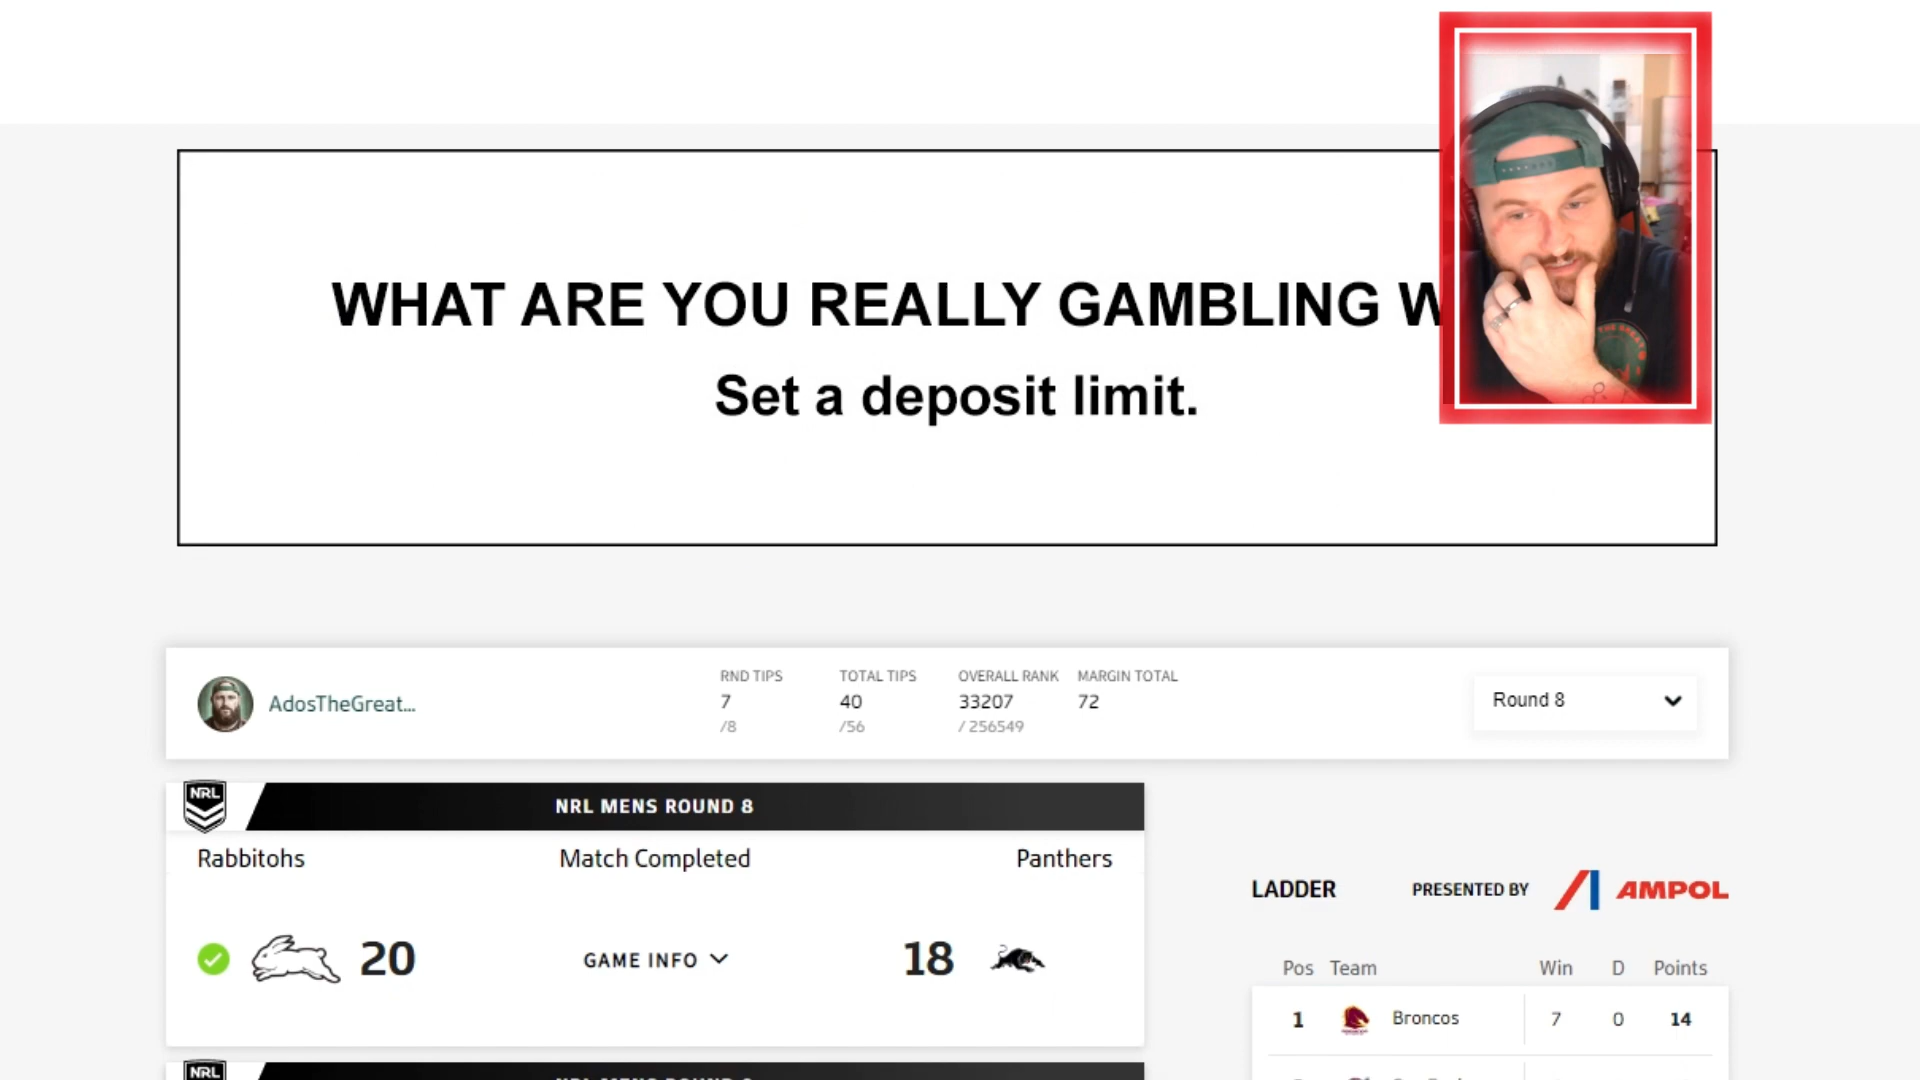 WHAT ARE YOU REALLY GAMBLING
Set a deposit limit.
AdosTheGreat...
RND TIPS
7
/8
TOTAL TIPS
40
/56
OVERALL RANK
33207
/ 256549
MARGIN TOTAL
72
Round 8
NRL
NRL MENS ROUND 8
Rabbitohs
Match Completed
Panthers
20
GAME INFO
18
NRL
LADDER
PRESENTED BY
AMPOL
Pos Team Win D Points
1 Broncos 7 0 14